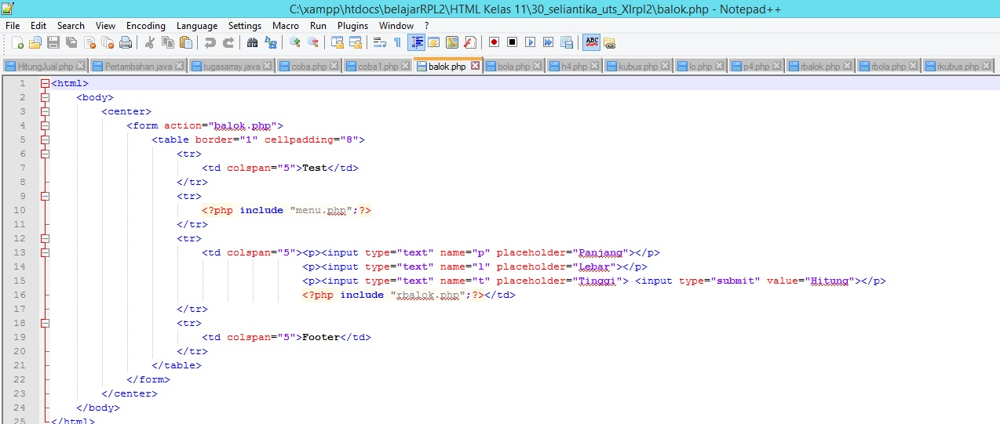 C:\xampp\htdocs\belajarRPL2\HTML Kelas 11\30_seliantika_uts_XIrpl2\balok.php - Notepad++
File Edit Search View Encoding Language Settings Macro Run Plugins Window ?
ABC
HitungJual.php Pertambahan.java tugasarray.java coba.php coba1.php balok.php bola.php h4.php kubus.php lo.php p4.php rbalok.php rbola.php rkubus.php
1 <html>
2 <body>
3 <center>
4 <form action="balok.php">
5 <table border="1" cellpadding="8">
6 <tr>
7 <td colspan="5">Test</td>
8 </tr>
9 <tr>
10 <?php include "menu.php";?>
11 </tr>
12 <tr>
13 <td colspan="5"><p><input type="text" name="p" placeholder="Panjang"></p>
14 <p><input type="text" name="l" placeholder="Lebar"></p>
15 <p><input type="text" name="t" placeholder="Tinggi"> <input type="submit" value="Hitung"></p>
16 <?php include "rbalok.php";?></td>
17 </tr>
18 <tr>
19 <td colspan="5">Footer</td>
20 </tr>
21 </table>
22 </form>
23 </center>
24 </body>
25 </html>